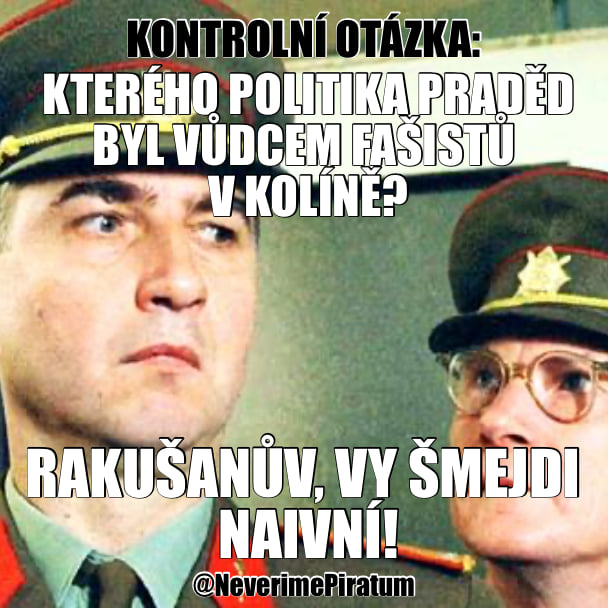 KONTROLNÍ OTÁZKA:
KTERÉHO POLITIKA PRADĚD
BYL VŮDCEM FAŠISTŮ
V KOLÍNĚ?
RAKUŠANŮV, VY ŠMEJDI
NAIVNÍ!
@NeverimePiratum